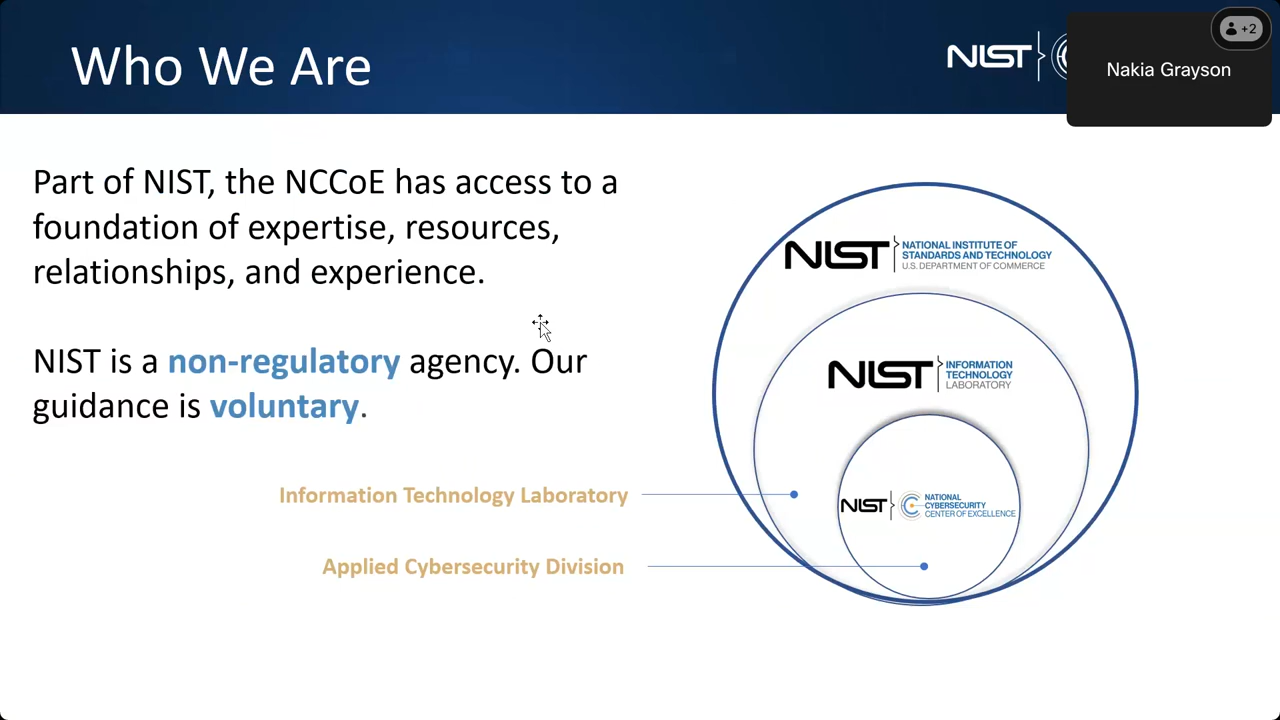 Who We Are
NIST
+2
Nakia Grayson
Part of NIST, the NCCoE has access to a
foundation of expertise, resources,
relationships, and experience.
NIST is a non-regulatory agency. Our
guidance is voluntary.
NIST
NATIONAL INSTITUTE OF
STANDARDS AND TECHNOLOGY
U.S. DEPARTMENT OF COMMERCE
NIST
INFORMATION
TECHNOLOGY
LABORATORY
Information Technology Laboratory
NIST
NATIONAL
CYBERSECURITY
CENTER OF EXCELLENCE
Applied Cybersecurity Division